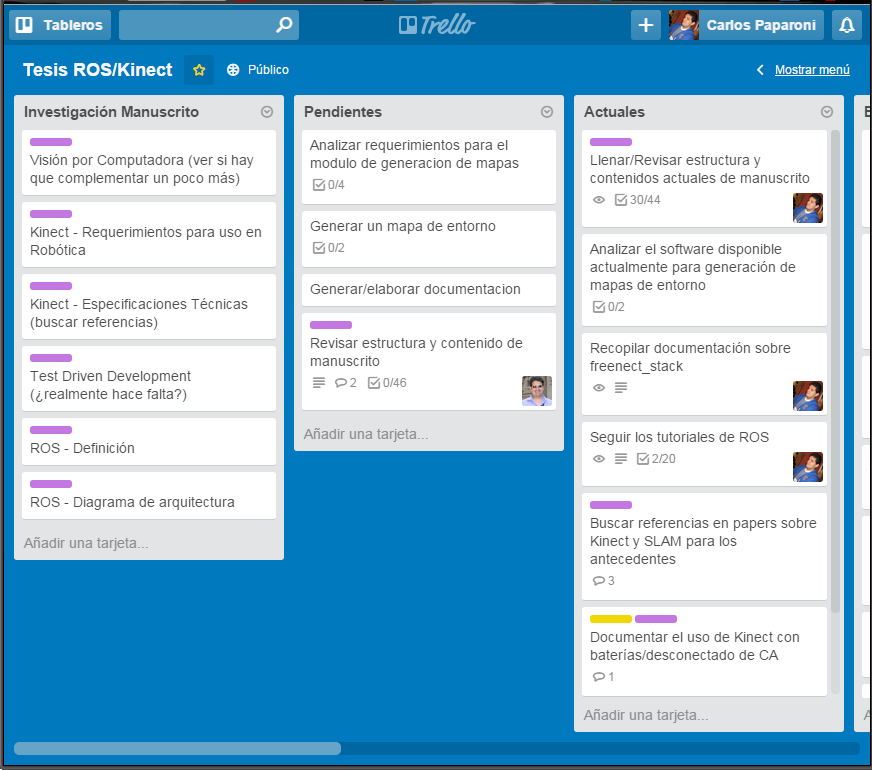 Tableros
Trello
Carlos Paparoni
Tesis ROS/Kinect
Público
Mostrar menú
Investigación Manuscrito
Visión por Computadora (ver si hay
que complementar un poco más)
Kinect - Requerimientos para uso en
Robótica
Kinect - Especificaciones Técnicas
(buscar referencias)
Test Driven Development
(¿realmente hace falta?)
ROS - Definición
ROS - Diagrama de arquitectura
Añadir una tarjeta...
Pendientes
Analizar requerimientos para el
modulo de generacion de mapas
0/4
Generar un mapa de entorno
0/2
Generar/elaborar documentacion
Revisar estructura y contenido de
manuscrito
2 0/46
Añadir una tarjeta...
Actuales
Llenar/Revisar estructura y
contenidos actuales de manuscrito
30/44
Analizar el software disponible
actualmente para generación de
mapas de entorno
0/2
Recopilar documentación sobre
freenect_stack
Seguir los tutoriales de ROS
2/20
Buscar referencias en papers sobre
Kinect y SLAM para los
antecedentes
3
Documentar el uso de Kinect con
baterías/desconectado de CA
1
Añadir una tarjeta...